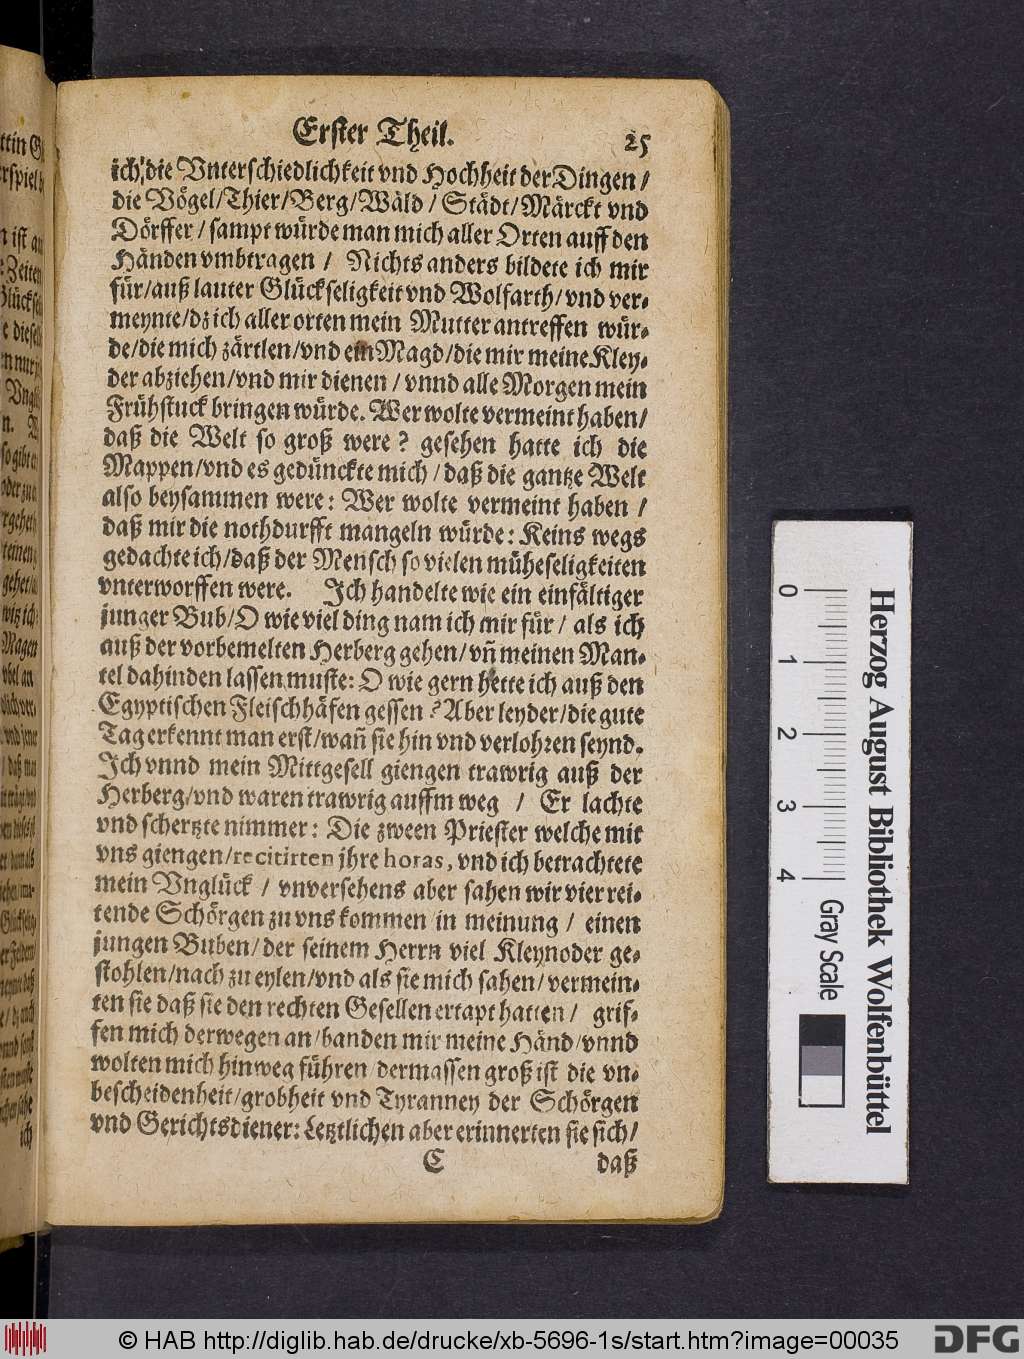 Erster Theil. 25
ich, die Vnterschiedlichkeit vnd Hochheit der Dingen /
die Vögel/Thier/Berg/Wäld / Städt/Märckt vnd
Dörffer / sampt würde man mich aller Orten auff den
Händen vmbtragen / Nichts anders bildete ich mir
für/auß lauter Glückseligkeit vnd Wolfarth/vnd ver-
meynte/dz ich aller orten mein Mutter antreffen wür-
de/die mich zärtlen/vnd ein Magd/die mir meine Kley-
der abziehen/vnd mir dienen / vnnd alle Morgen mein
Frühstuck bringen würde. Wer wolte vermeint haben/
daß die Welt so groß were? gesehen hatte ich die
Mappen/vnd es gedünckte mich / daß die gantze Welt
also beysammen were: Wer wolte vermeint haben /
daß mir die nothdurfft mangeln würde: Keins wegs
gedachte ich/daß der Mensch so vielen müheseligkeiten
vnterworffen were. Ich handelte wie ein einfältiger
junger Bub/O wie viel ding nam ich mir für / als ich
auß der vorbemelten Herberg gehen/vñ meinen Man-
tel dahinden lassen muste: O wie gern hette ich auß den
Egyptischen Fleischhäfen gessen? Aber leyder/die gute
Tag erkennt man erst/wañ sie hin vnd verlohren seynd.
Ich vnnd mein Mittgesell giengen trawrig auß der
Herberg/vnd waren trawrig auffm weg / Er lachte
vnd schertzte nimmer: Die zween Priester welche mit
vns giengen/recitirten jhre horas, vnd ich betrachtete
mein Vnglück / vnversehens aber sahen wir vier rei-
tende Schörgen zu vns kommen/in meinung / einen
jungen Buben/der seinem Herrn viel Kleynoder ge-
stohlen/nach zu eylen/vnd als sie mich sahen/vermein-
ten sie daß sie den rechten Gesellen ertapt hatten / grif-
fen mich derwegen an/banden mir meine Händ/vnnd
wolten mich hinweg führen/dermassen groß ist die vn-
bescheidenheit/grobheit vnd Tyranney der Schörgen
vnd Gerichtsdiener: Letztlichen aber erinnerten sie sich/
C daß
0 1 2 3 4
Gray Scale
Herzog August Bibliothek Wolfenbüttel
© HAB http://diglib.hab.de/drucke/xb-5696-1s/start.htm?image=00035
DFG